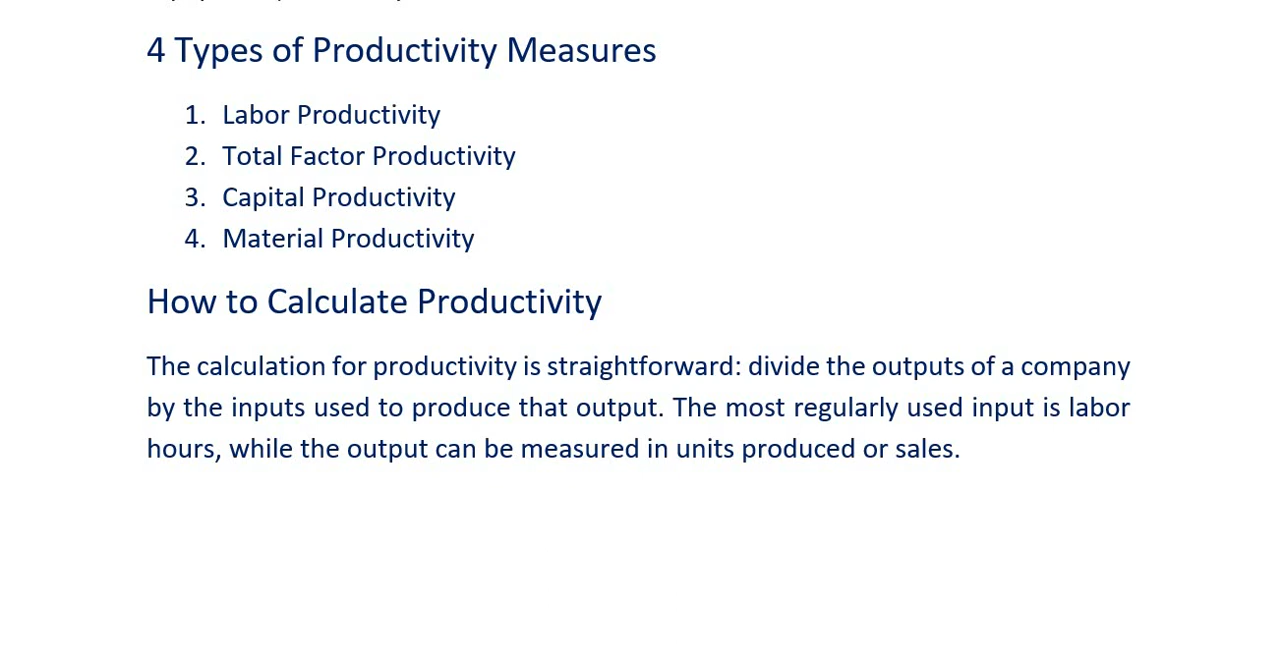 4 Types of Productivity Measures
1. Labor Productivity
2. Total Factor Productivity
3. Capital Productivity
4. Material Productivity
How to Calculate Productivity
The calculation for productivity is straightforward: divide the outputs of a company
by the inputs used to produce that output. The most regularly used input is labor
hours, while the output can be measured in units produced or sales.